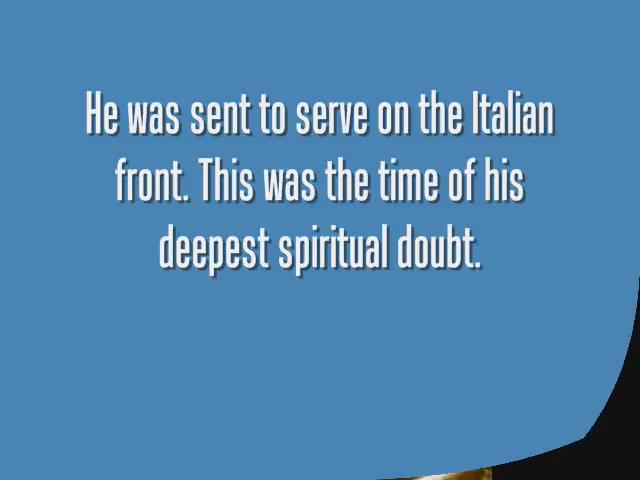 He was sent to serve on the Italian
front. This was the time of his
deepest spiritual doubt.